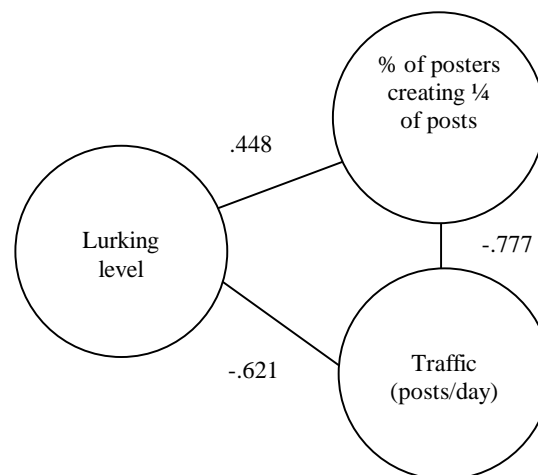 % of posters
creating ¼
of posts
.448
Lurking
level
-.777
-.621
Traffic
(posts/day)